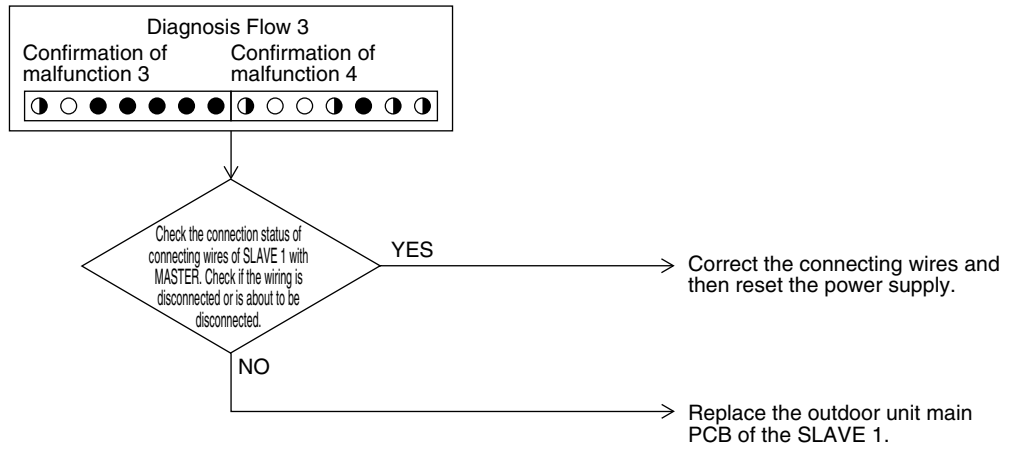 Diagnosis Flow 3
Confirmation of
malfunction 3
Confirmation of
malfunction 4
Check the connection status of
connecting wires of SLAVE 1 with
MASTER. Check if the wiring is
disconnected or is about to be
disconnected.
YES
Correct the connecting wires and
then reset the power supply.
NO
Replace the outdoor unit main
PCB of the SLAVE 1.